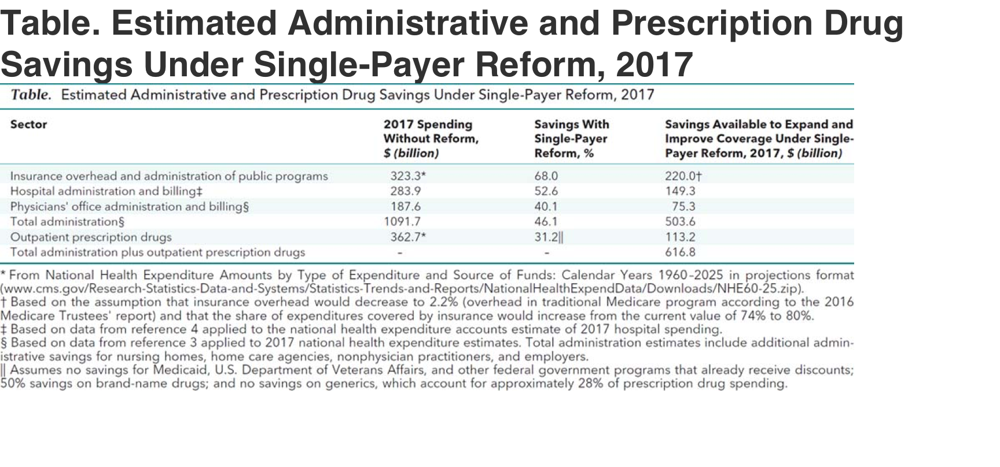 Table. Estimated Administrative and Prescription Drug
Savings Under Single-Payer Reform, 2017
Table. Estimated Administrative and Prescription Drug Savings Under Single-Payer Reform, 2017
Sector 2017 Spending Without Reform, $ (billion) Savings With Single-Payer Reform, % Savings Available to Expand and Improve Coverage Under Single-Payer Reform, 2017, $ (billion)
Insurance overhead and administration of public programs 323.3* 68.0 220.0†
Hospital administration and billing‡ 283.9 52.6 149.3
Physicians' office administration and billing§ 187.6 40.1 75.3
Total administration§ 1091.7 46.1 503.6
Outpatient prescription drugs 362.7* 31.2|| 113.2
Total administration plus outpatient prescription drugs - - 616.8
* From National Health Expenditure Amounts by Type of Expenditure and Source of Funds: Calendar Years 1960–2025 in projections format
(www.cms.gov/Research-Statistics-Data-and-Systems/Statistics-Trends-and-Reports/NationalHealthExpendData/Downloads/NHE60-25.zip).
† Based on the assumption that insurance overhead would decrease to 2.2% (overhead in traditional Medicare program according to the 2016
Medicare Trustees' report) and that the share of expenditures covered by insurance would increase from the current value of 74% to 80%.
‡ Based on data from reference 4 applied to the national health expenditure accounts estimate of 2017 hospital spending.
§ Based on data from reference 3 applied to 2017 national health expenditure estimates. Total administration estimates include additional admin-
istrative savings for nursing homes, home care agencies, nonphysician practitioners, and employers.
|| Assumes no savings for Medicaid, U.S. Department of Veterans Affairs, and other federal government programs that already receive discounts;
50% savings on brand-name drugs; and no savings on generics, which account for approximately 28% of prescription drug spending.